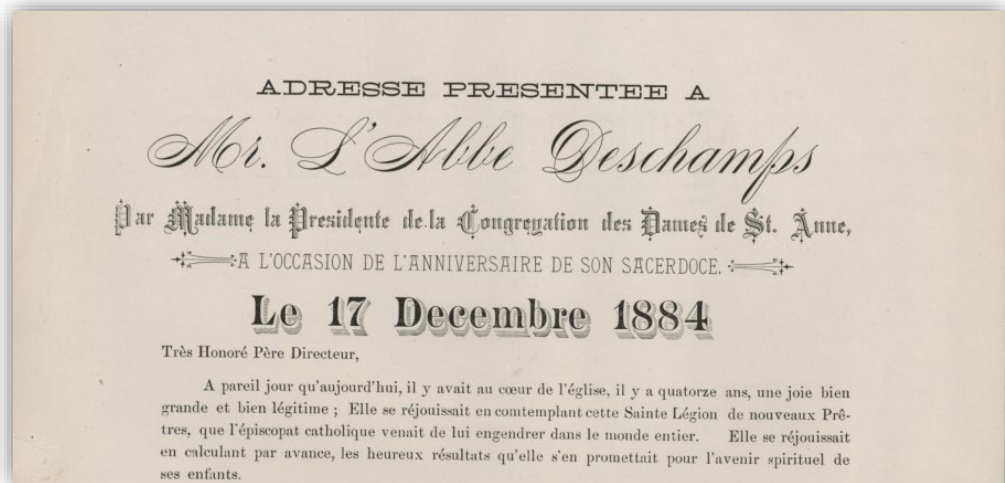 ADRESSE PRESENTEE A
Mr. L'Abbe Deschamps
Par Madame la Presidente de la Congregation des Dames de St. Anne,
A L'OCCASION DE L'ANNIVERSAIRE DE SON SACERDOCE.
Le 17 Decembre 1884
Très Honoré Père Directeur,
A pareil jour qu'aujourd'hui, il y avait au cœur de l'église, il y a quatorze ans, une joie bien
grande et bien légitime ; Elle se réjouissait en comtemplant cette Sainte Légion de nouveaux Prê-
tres, que l'épiscopat catholique venait de lui engendrer dans le monde entier. Elle se réjouissait
en calculant par avance, les heureux résultats qu'elle s'en promettait pour l'avenir spirituel de
ses enfants.